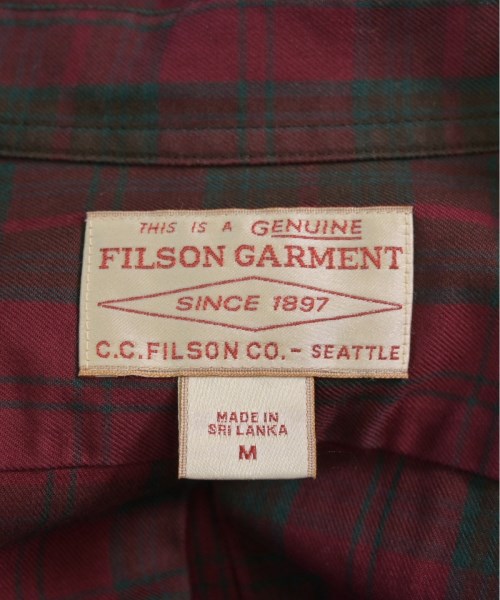 THIS IS A GENUINE
FILSON GARMENT
SINCE 1897
C.C. FILSON CO. - SEATTLE
MADE IN
SRI LANKA
M